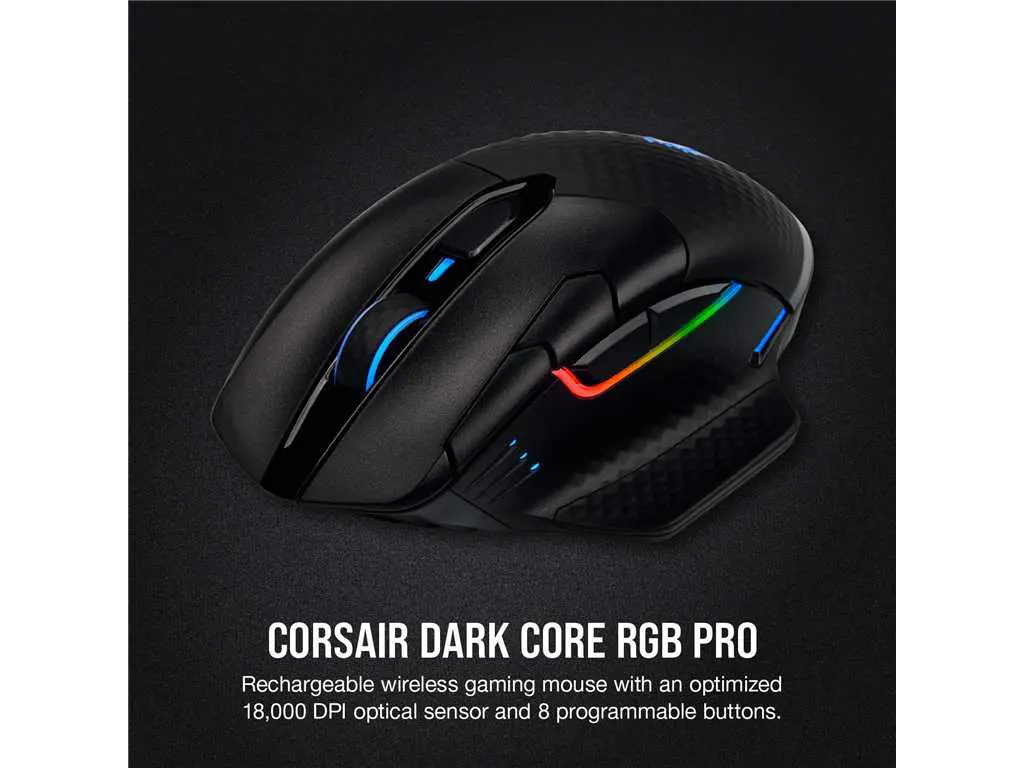 CORSAIR DARK CORE RGB PRO
Rechargeable wireless gaming mouse with an optimized
18,000 DPI optical sensor and 8 programmable buttons.